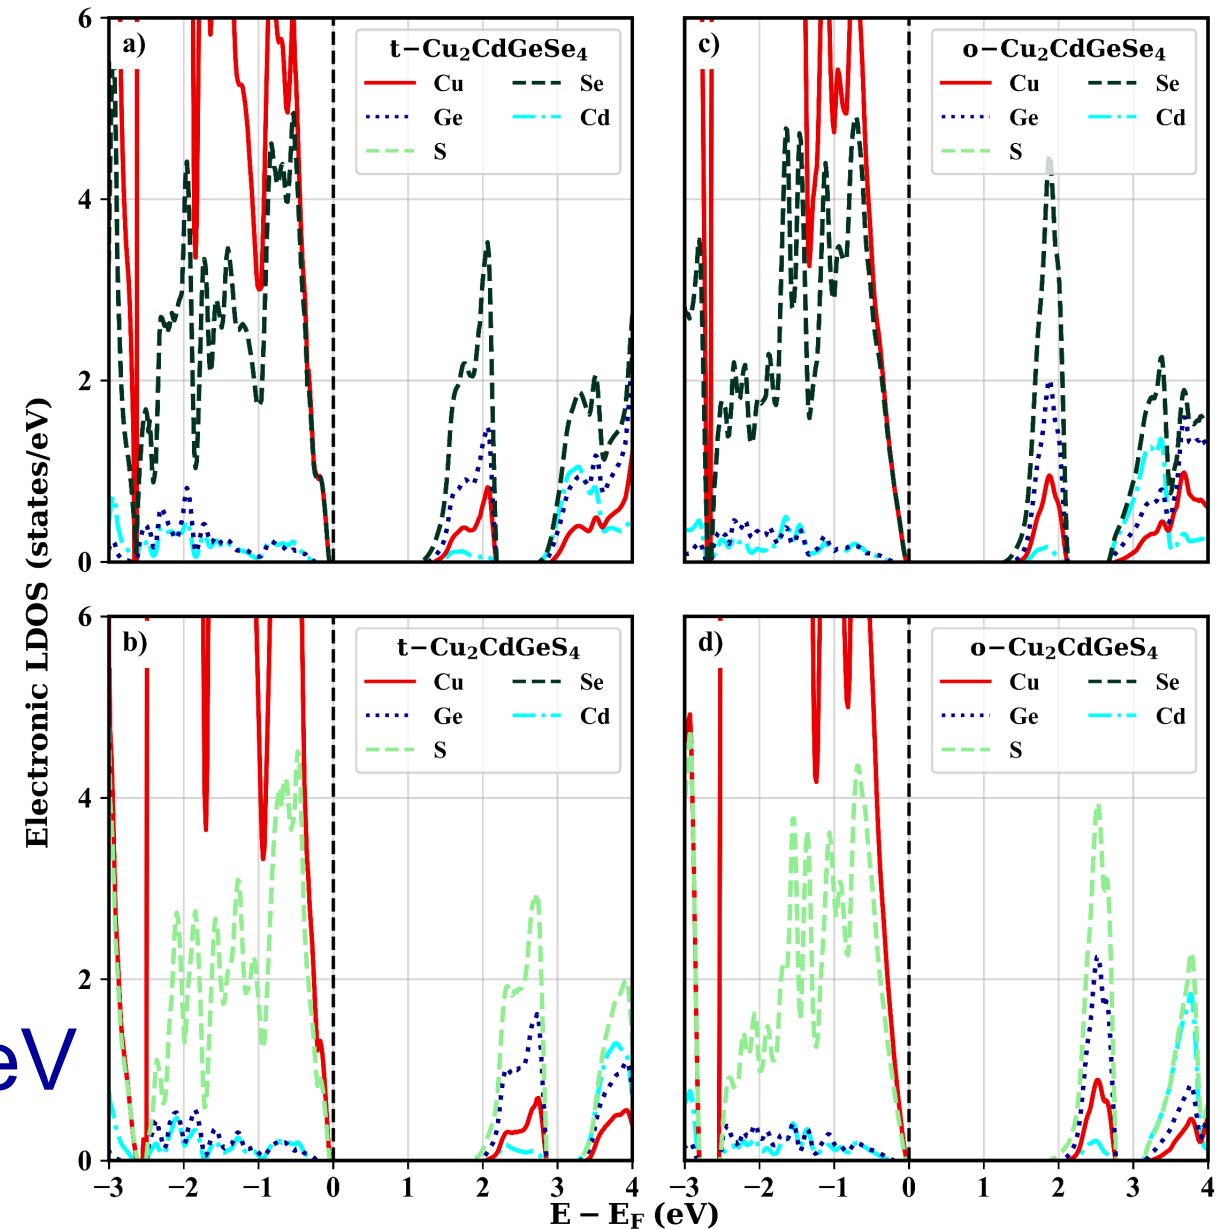 6
a)
t−Cu₂CdGeSe₄
Cu
Se
Ge
Cd
S
4
2
0
c)
o−Cu₂CdGeSe₄
Cu
Se
Ge
Cd
S
6
b)
t−Cu₂CdGeS₄
Cu
Se
Ge
Cd
S
4
2
0
d)
o−Cu₂CdGeS₄
Cu
Se
Ge
Cd
S
Electronic LDOS (states/eV)
eV
−3 −2 −1 0 1 2 3 4
−3 −2 −1 0 1 2 3 4
E − E_F (eV)